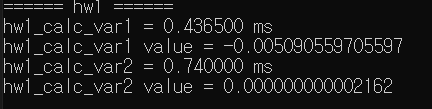 ====== hw1 ======
hw1_calc_var1 = 0.436500 ms
hw1_calc_var1 value = -0.005090559705597
hw1_calc_var2 = 0.740000 ms
hw1_calc_var2 value = 0.000000000002162